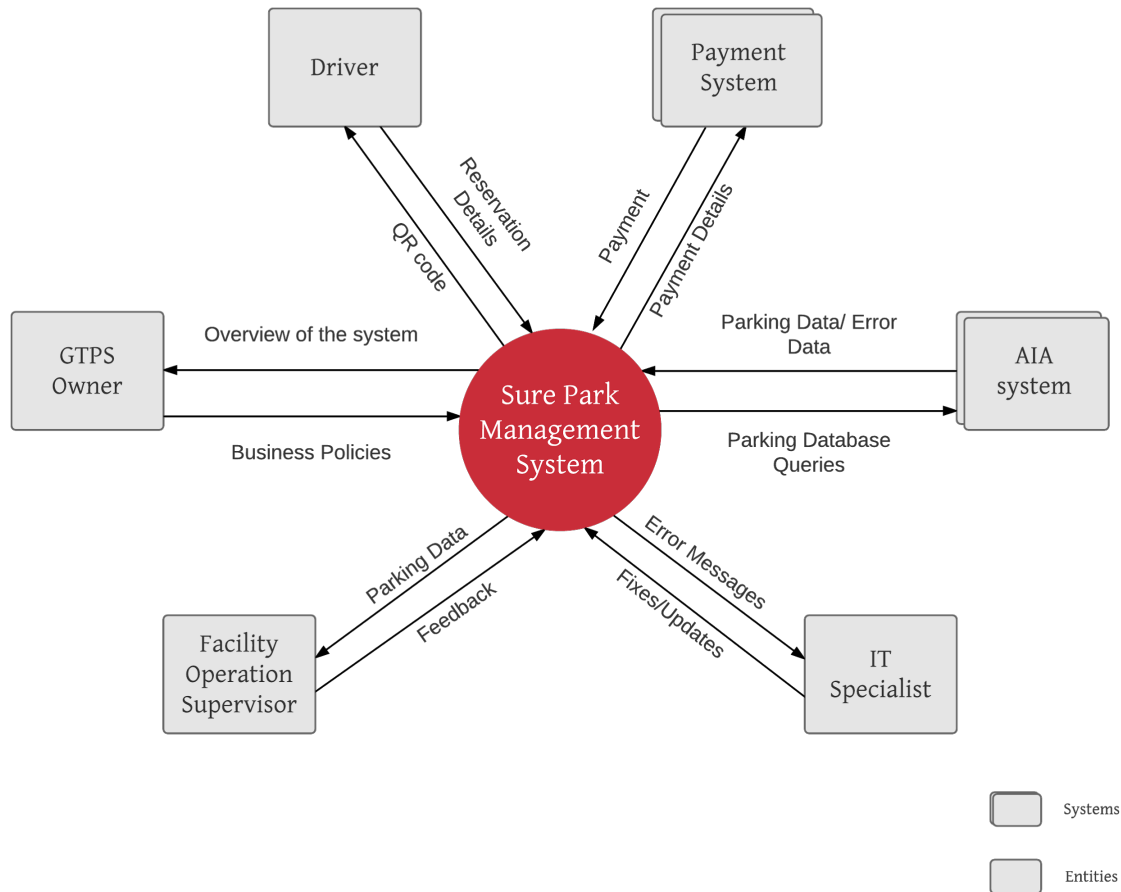 Driver
Payment
System
Reservation
Details
QR code
Payment
Payment Details
GTPS
Owner
Overview of the system
Business Policies
Sure Park
Management
System
Parking Data/ Error
Data
Parking Database
Queries
AIA
system
Parking Data
Feedback
Error Messages
Fixes/Updates
Facility
Operation
Supervisor
IT
Specialist
Systems
Entities